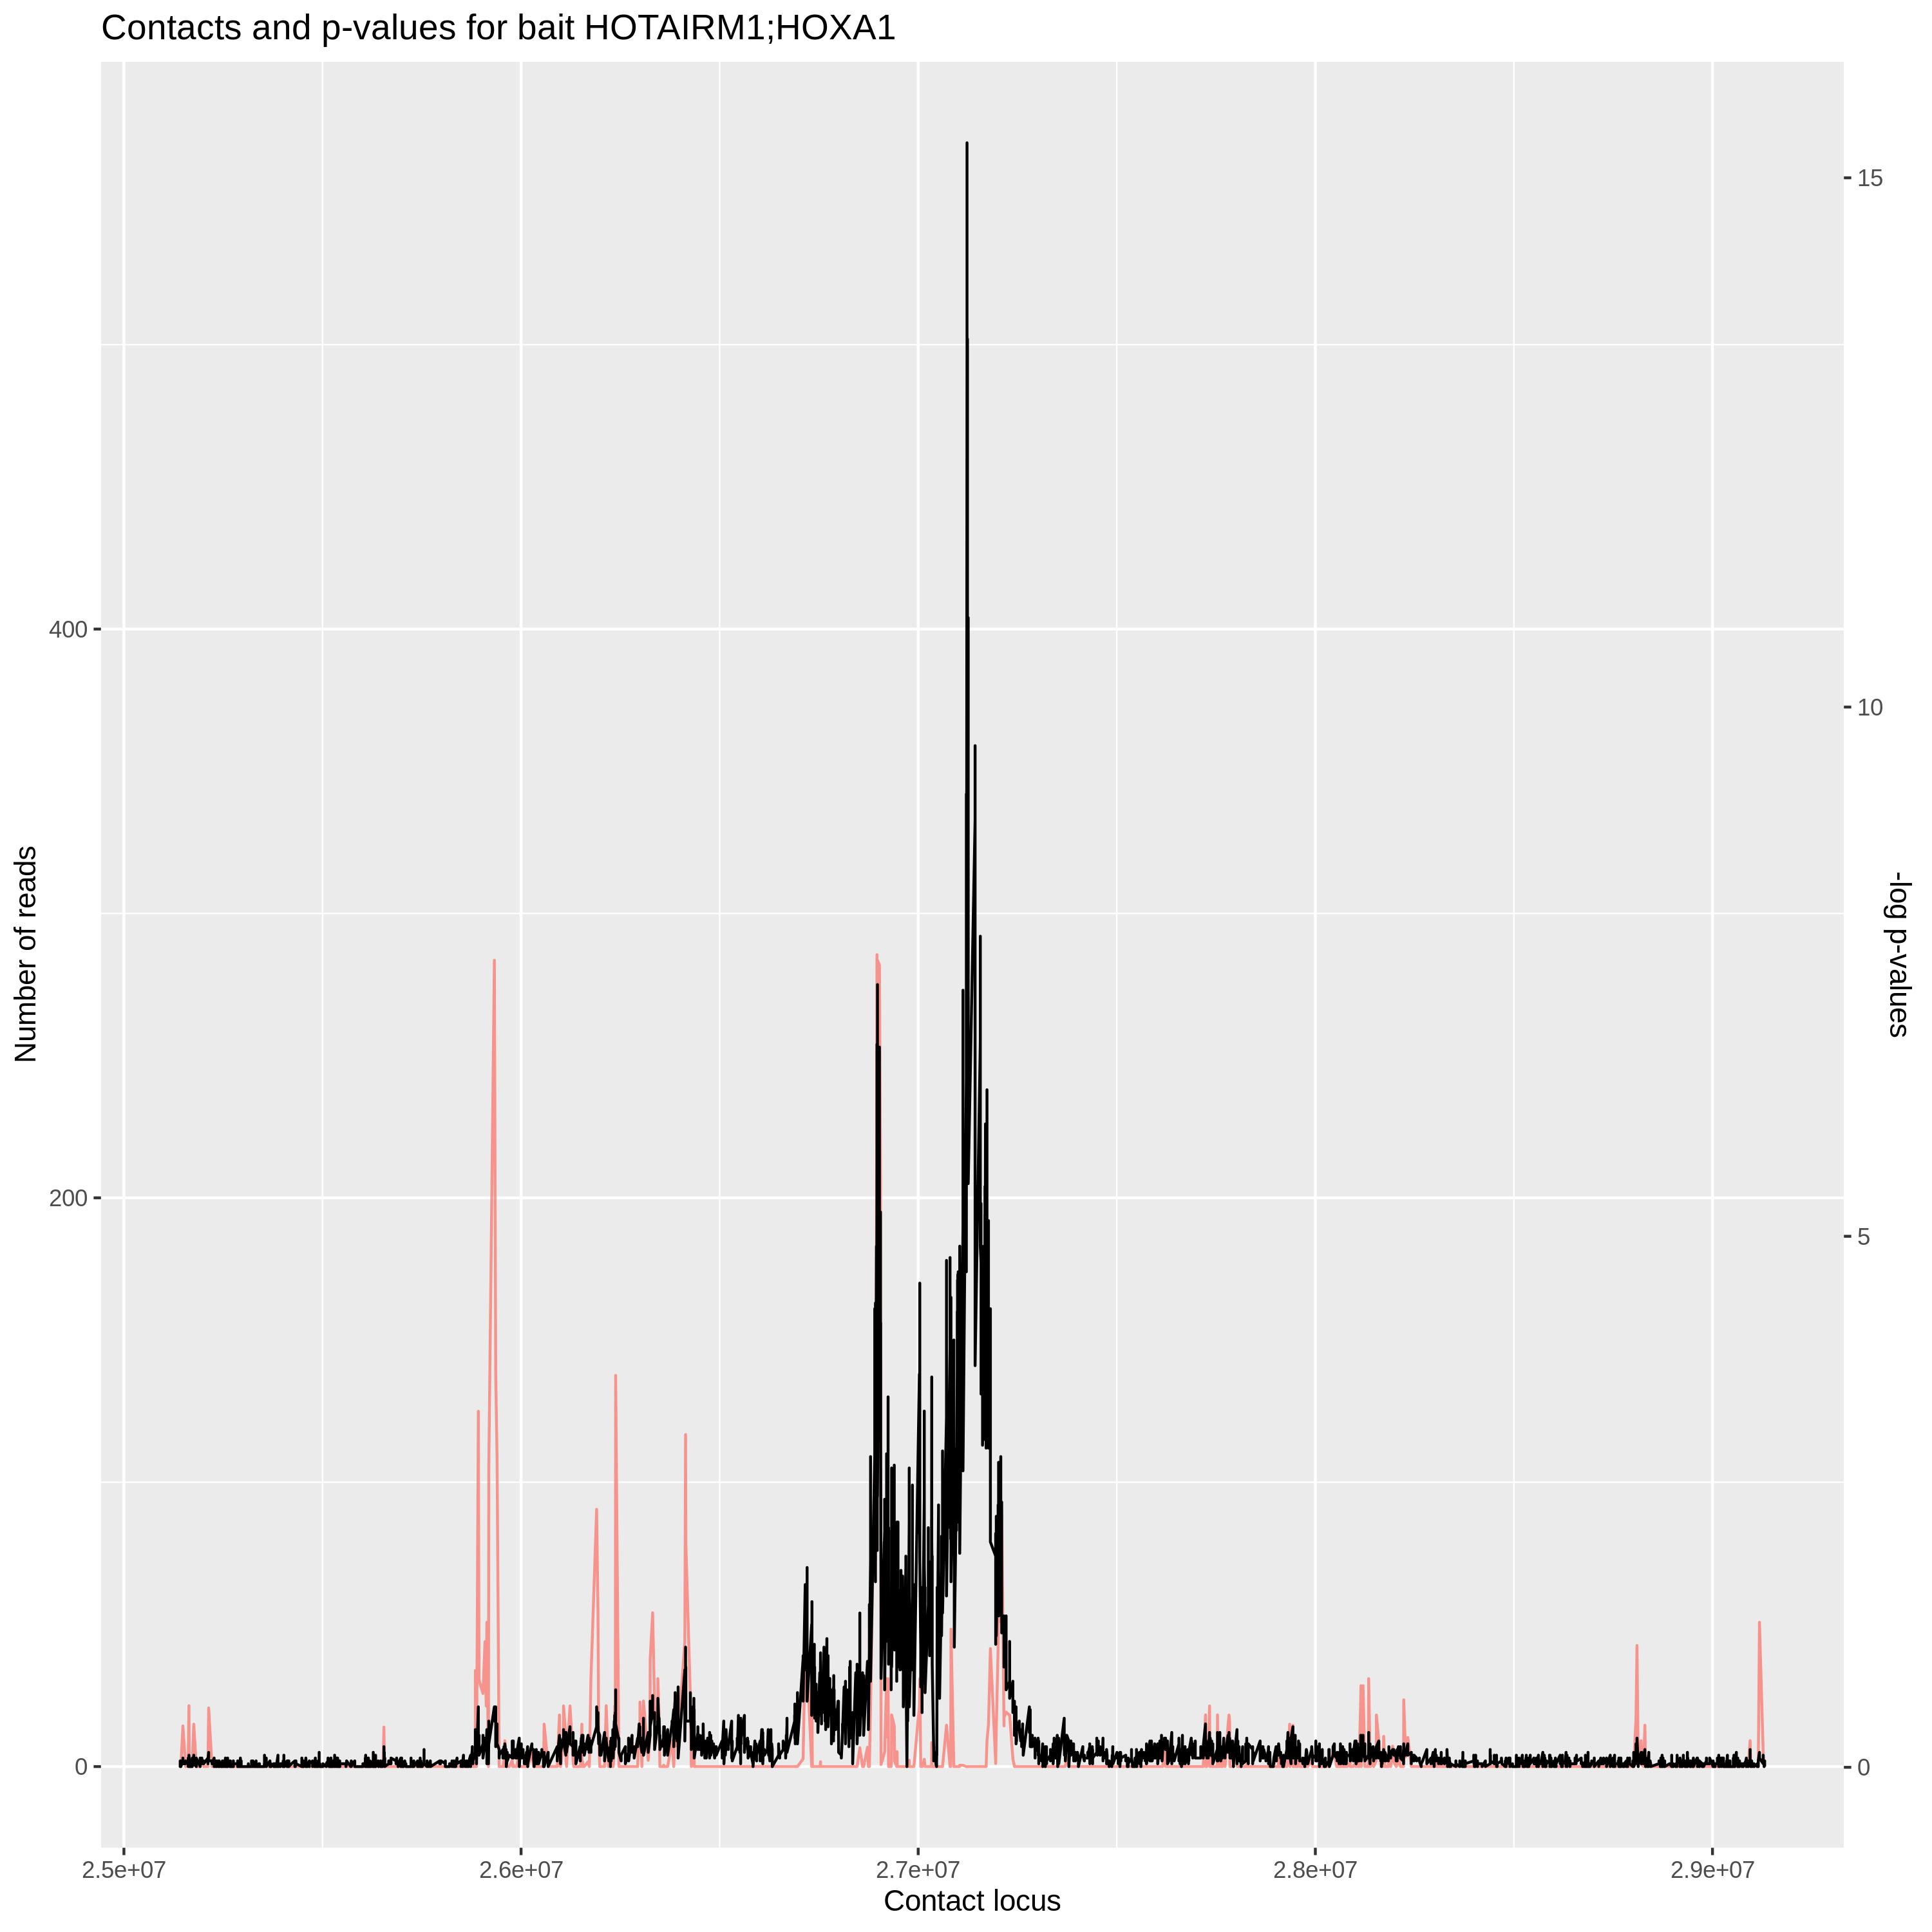 Contacts and p-values for bait HOTAIRM1;HOXA1
Number of reads
400
200
0
15
10
5
0
-log p-values
2.5e+07
2.6e+07
2.7e+07
2.8e+07
2.9e+07
Contact locus